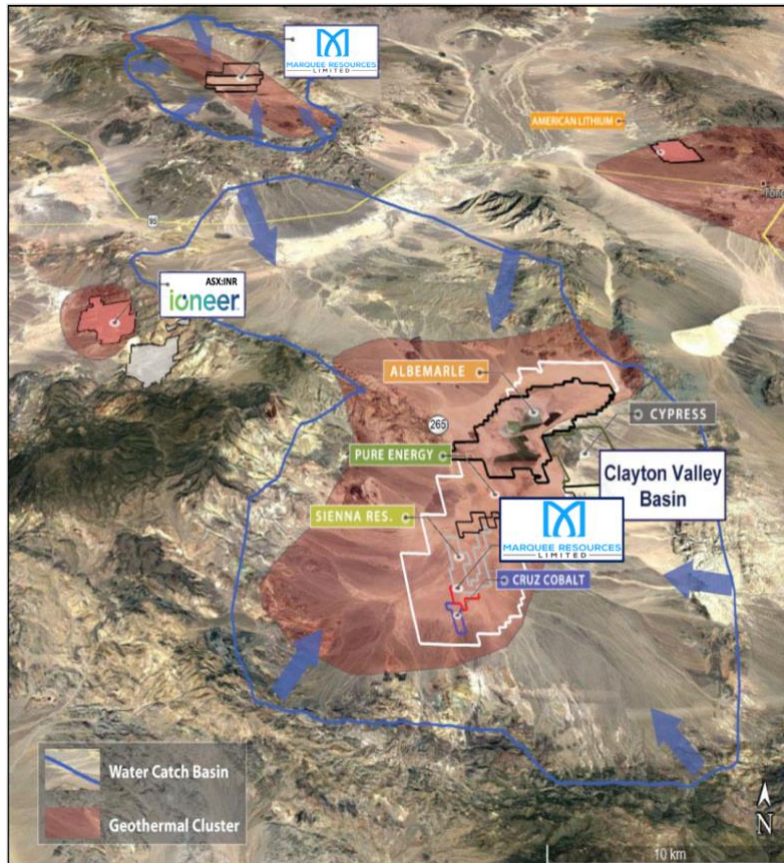 MARQUEE RESOURCES
LIMITED
AMERICAN LITHIUM
ASX:INR
ioneer
ALBEMARLE
265
CYPRESS
PURE ENERGY
Clayton Valley
Basin
SIENNA RES.
MARQUEE RESOURCES
LIMITED
CRUZ COBALT
Water Catch Basin
Geothermal Cluster
N
10 km